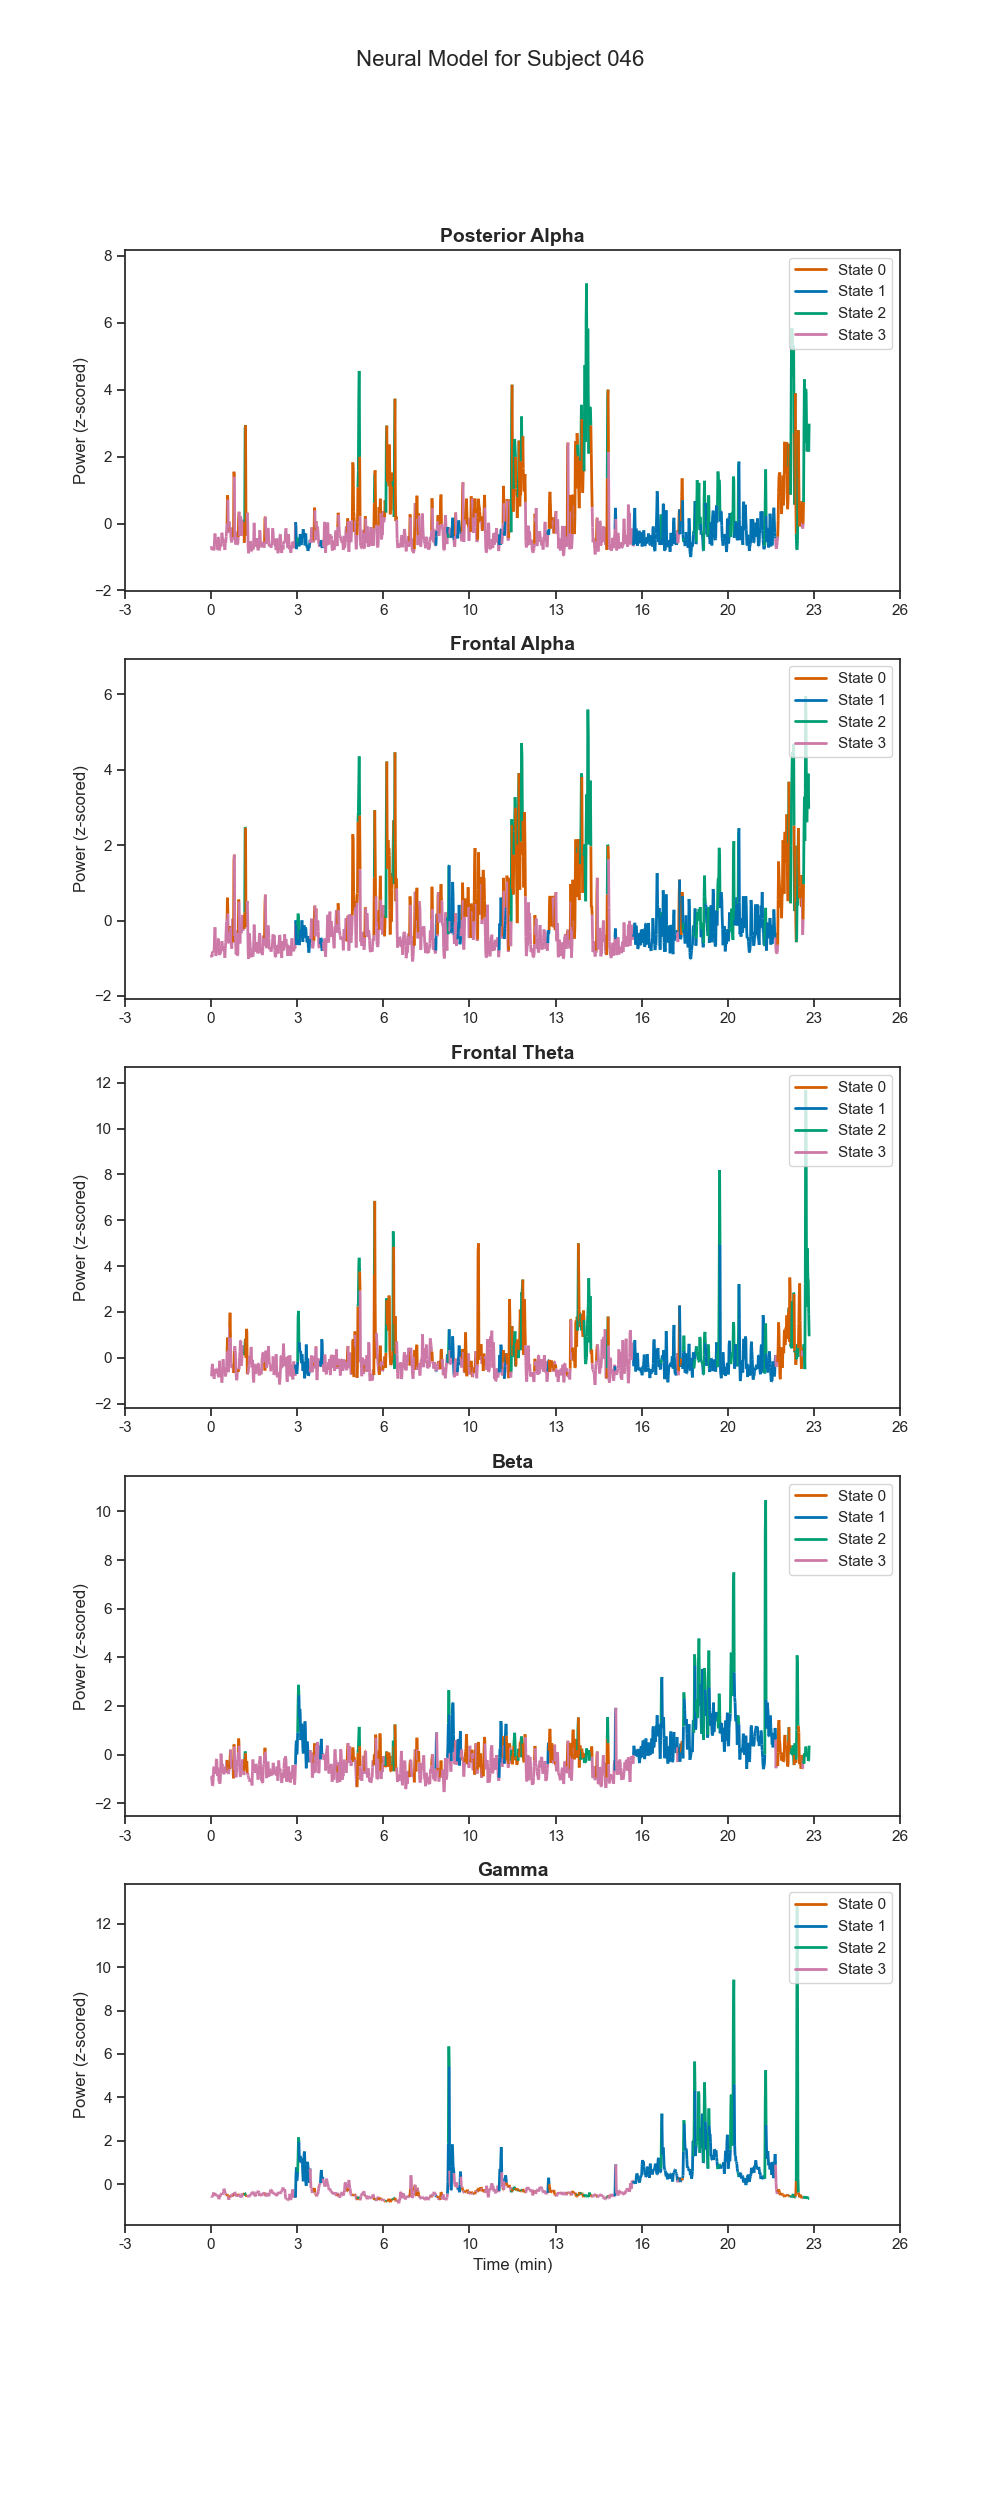 Neural Model for Subject 046
Posterior Alpha
Power (z-scored)
8
6
4
2
0
−2
-3 0 3 6 10 13 16 20 23 26
State 0
State 1
State 2
State 3
Frontal Alpha
Power (z-scored)
6
4
2
0
−2
-3 0 3 6 10 13 16 20 23 26
State 0
State 1
State 2
State 3
Frontal Theta
Power (z-scored)
12
10
8
6
4
2
0
−2
-3 0 3 6 10 13 16 20 23 26
State 0
State 1
State 2
State 3
Beta
Power (z-scored)
10
8
6
4
2
0
−2
-3 0 3 6 10 13 16 20 23 26
State 0
State 1
State 2
State 3
Gamma
Power (z-scored)
12
10
8
6
4
2
0
-3 0 3 6 10 13 16 20 23 26
State 0
State 1
State 2
State 3
Time (min)